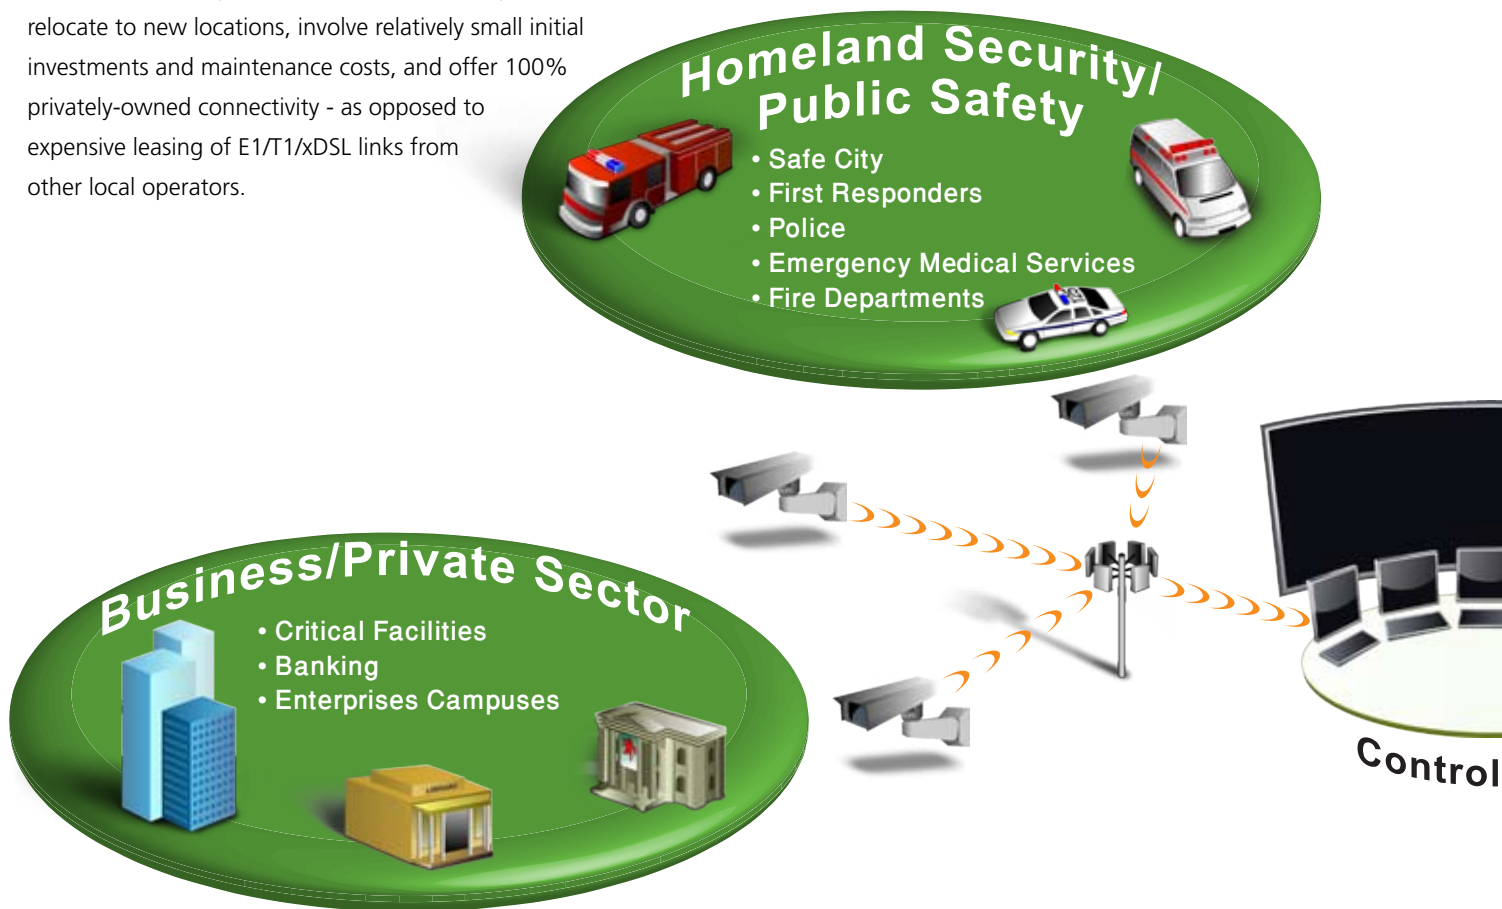 relocate to new locations, involve relatively small initial
investments and maintenance costs, and offer 100%
privately-owned connectivity - as opposed to
expensive leasing of E1/T1/xDSL links from
other local operators.
Homeland Security/
Public Safety
• Safe City
• First Responders
• Police
• Emergency Medical Services
• Fire Departments
Business/Private Sector
• Critical Facilities
• Banking
• Enterprises Campuses
Control